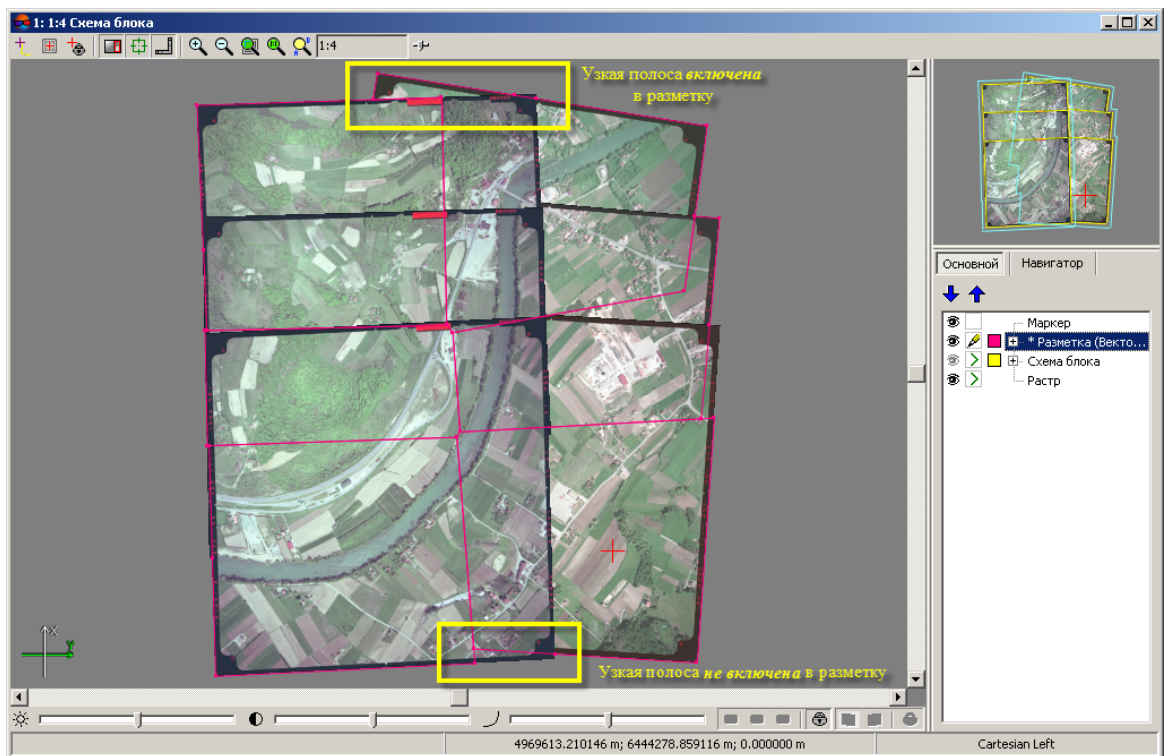 1: 1:4 Схема блока
1:4
Узкая полоса включена
в разметку
Основной
Навигатор
Маркер
* Разметка (Векто...
Схема блока
Растр
X
Y
Узкая полоса не включена в разметку
4969613.210146 m; 6444278.859116 m; 0.000000 m
Cartesian Left